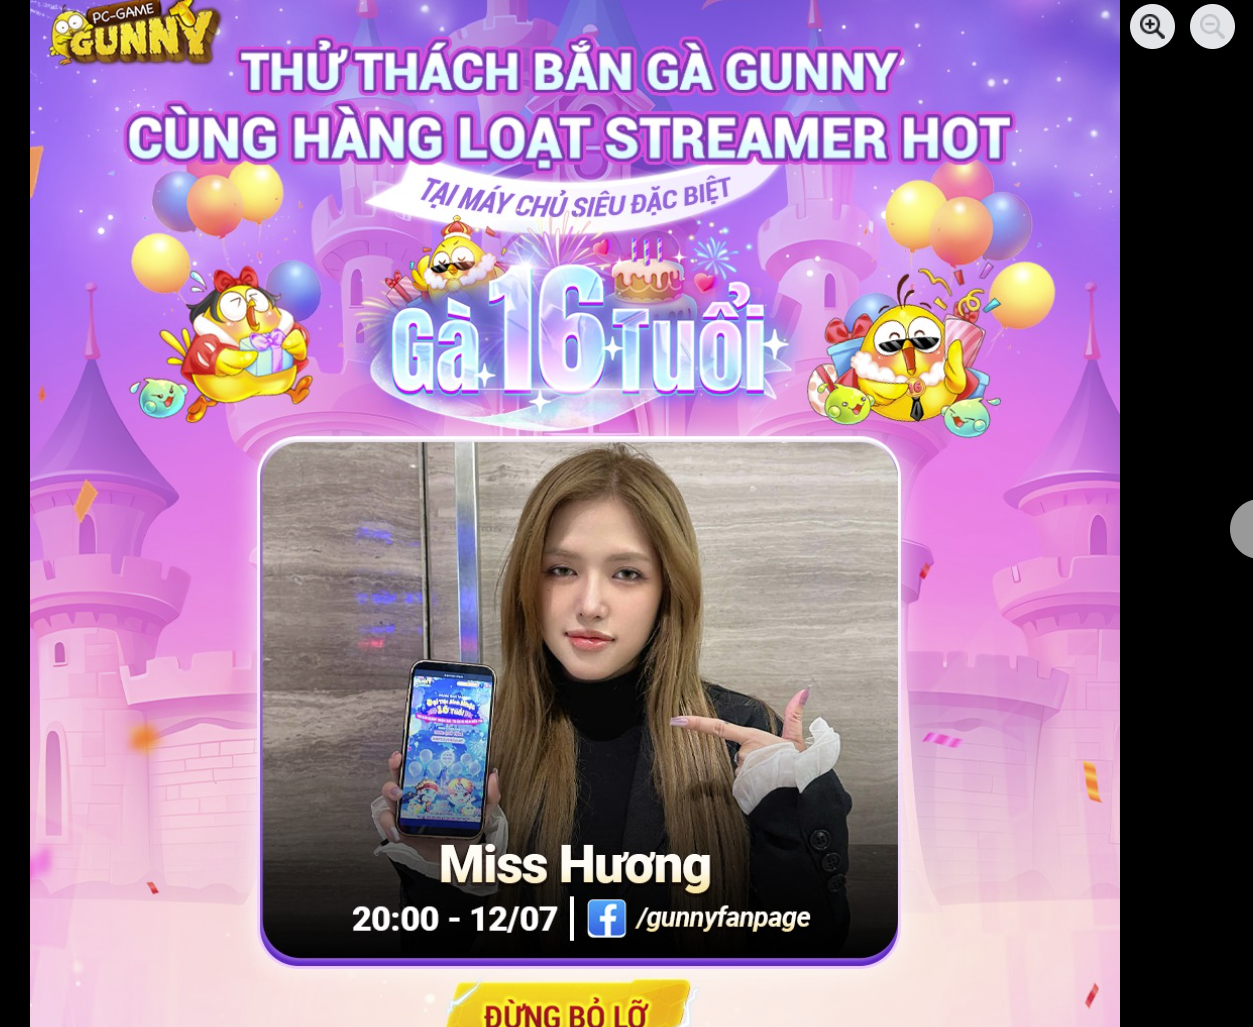 PC-GAME
GUNNY
THỬ THÁCH BẮN GÀ GUNNY
CÙNG HÀNG LOẠT STREAMER HOT
TẠI MÁY CHỦ SIÊU ĐẶC BIỆT
Gà 16 Tuổi
Miss Hương
20:00 - 12/07
/gunnyfanpage
ĐỪNG BỎ LỠ